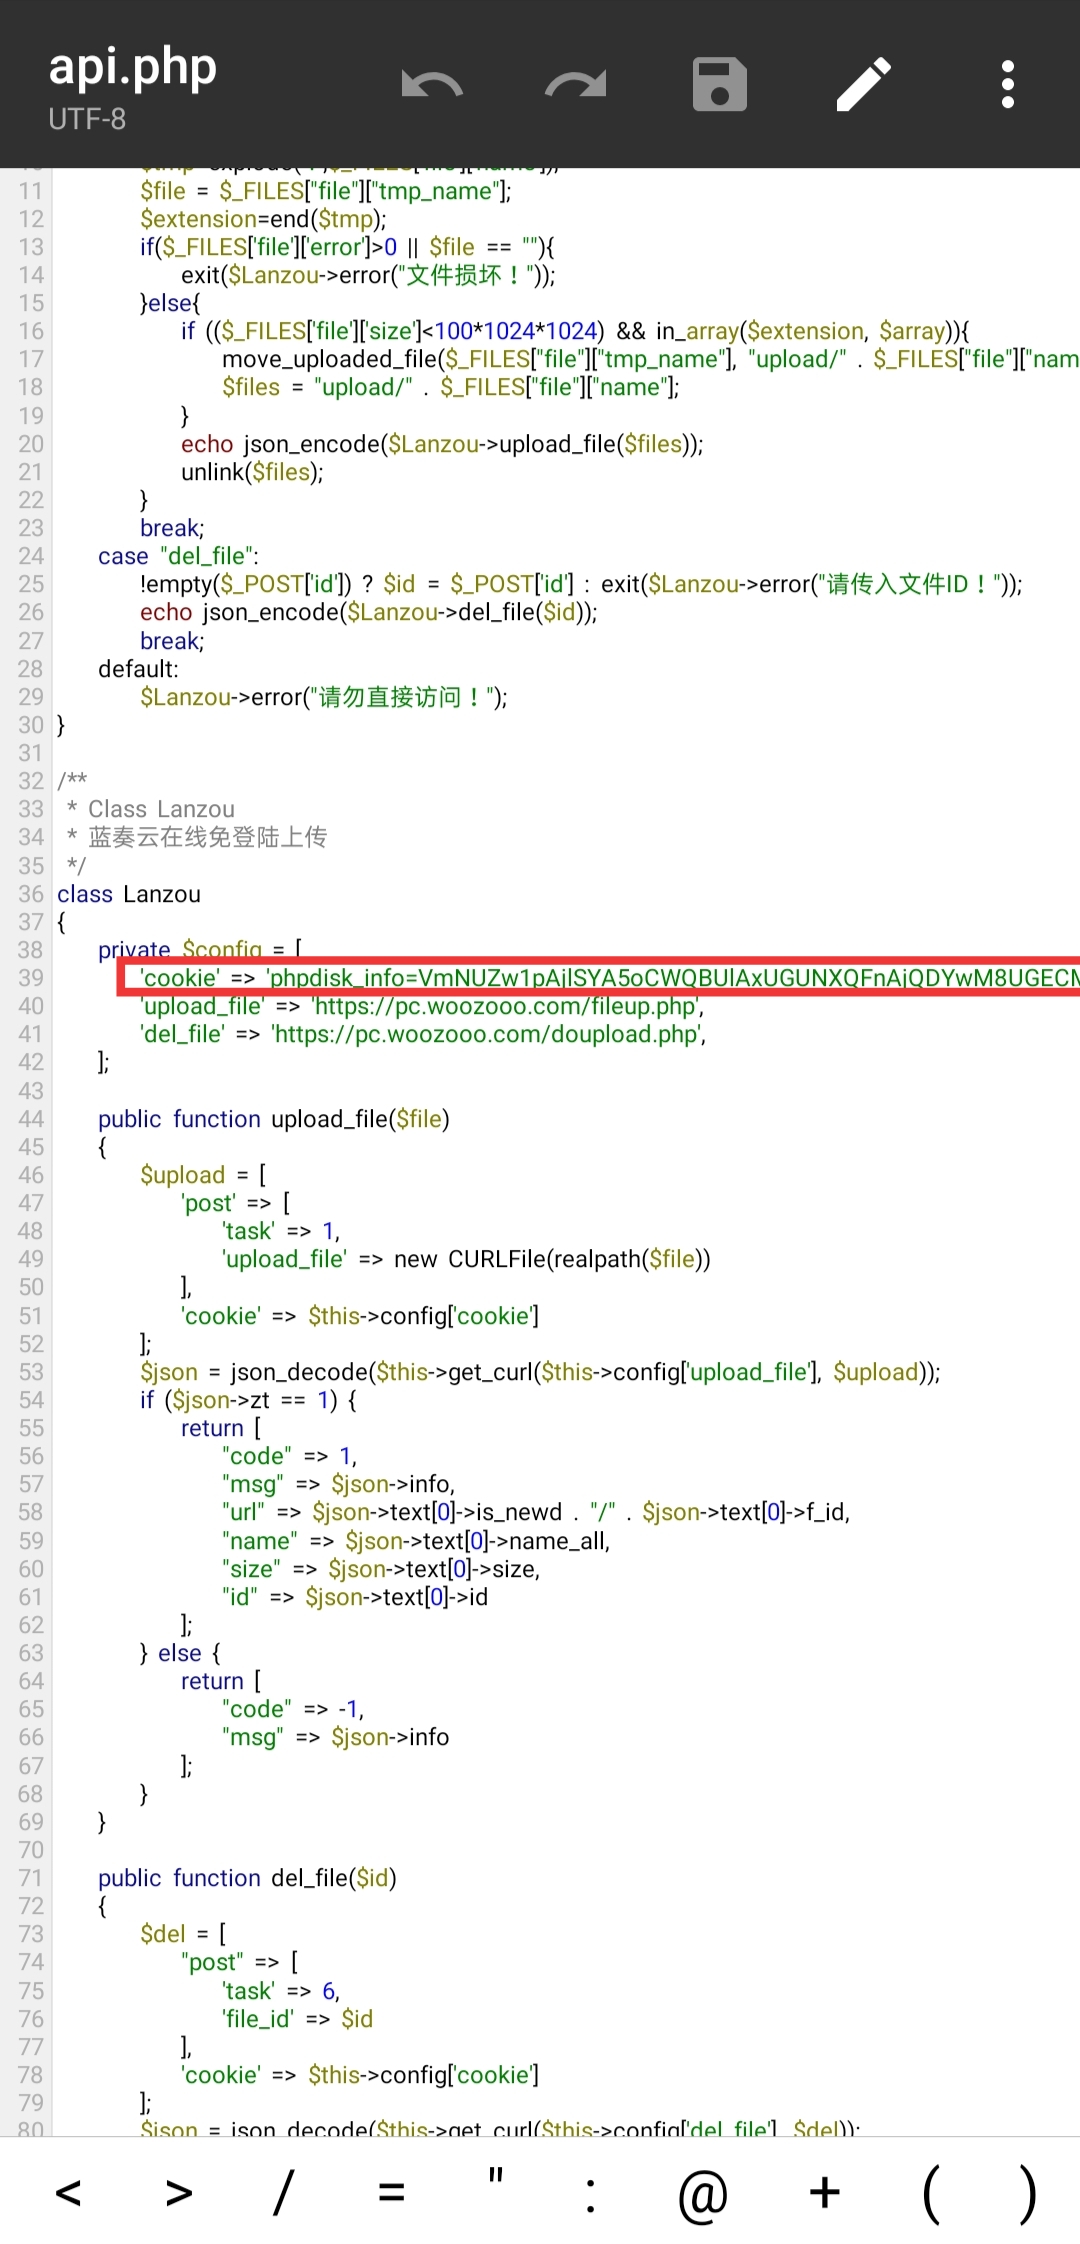 api.php
UTF-8
11 $file = $_FILES["file"]["tmp_name"];
12 $extension=end($tmp);
13 if($_FILES['file']['error']>0 || $file == ""){
14 exit($Lanzou->error("文件损坏！"));
15 }else{
16 if (($_FILES['file']['size']<100*1024*1024) && in_array($extension, $array)){
17 move_uploaded_file($_FILES["file"]["tmp_name"], "upload/" . $_FILES["file"]["nam
18 $files = "upload/" . $_FILES["file"]["name"];
19 }
20 echo json_encode($Lanzou->upload_file($files));
21 unlink($files);
22 }
23 break;
24 case "del_file":
25 !empty($_POST['id']) ? $id = $_POST['id'] : exit($Lanzou->error("请传入文件ID！"));
26 echo json_encode($Lanzou->del_file($id));
27 break;
28 default:
29 $Lanzou->error("请勿直接访问！");
30 }
31
32 /**
33 * Class Lanzou
34 * 蓝奏云在线免登陆上传
35 */
36 class Lanzou
37 {
38 private $config = [
39 'cookie' => 'phpdisk_info=VmNUZw1pAjlSYA5oCWQBUlAxUGUNXQFnAjQDYwM8UGECM
40 'upload_file' => 'https://pc.woozooo.com/fileup.php',
41 'del_file' => 'https://pc.woozooo.com/doupload.php',
42 ];
43
44 public function upload_file($file)
45 {
46 $upload = [
47 'post' => [
48 'task' => 1,
49 'upload_file' => new CURLFile(realpath($file))
50 ],
51 'cookie' => $this->config['cookie']
52 ];
53 $json = json_decode($this->get_curl($this->config['upload_file'], $upload));
54 if ($json->zt == 1) {
55 return [
56 "code" => 1,
57 "msg" => $json->info,
58 "url" => $json->text[0]->is_newd . "/" . $json->text[0]->f_id,
59 "name" => $json->text[0]->name_all,
60 "size" => $json->text[0]->size,
61 "id" => $json->text[0]->id
62 ];
63 } else {
64 return [
65 "code" => -1,
66 "msg" => $json->info
67 ];
68 }
69 }
70
71 public function del_file($id)
72 {
73 $del = [
74 "post" => [
75 'task' => 6,
76 'file_id' => $id
77 ],
78 'cookie' => $this->config['cookie']
79 ];
80 $json = json_decode($this->get_curl($this->config['del_file'], $del));
< > / = " : @ + ( )